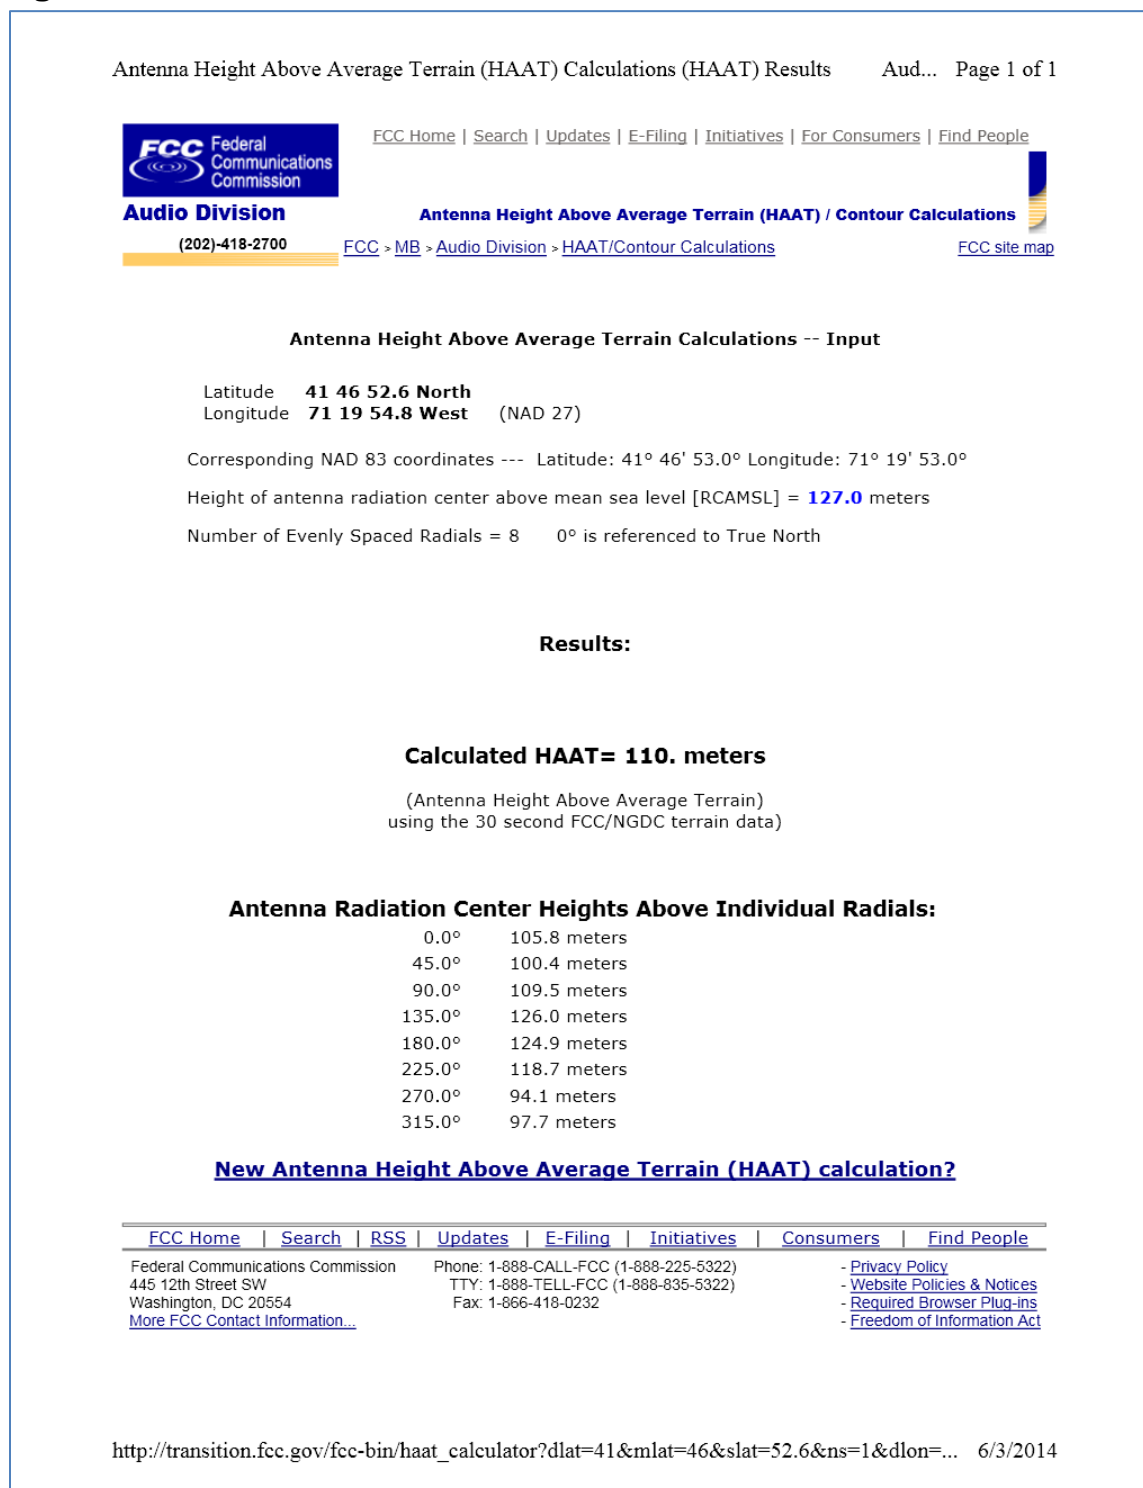 Antenna Height Above Average Terrain (HAAT) Calculations (HAAT) Results Aud... Page 1 of 1
FCC Home | Search | Updates | E-Filing | Initiatives | For Consumers | Find People
FCC Federal
Communications
Commission
Audio Division
Antenna Height Above Average Terrain (HAAT) / Contour Calculations
(202)-418-2700
FCC > MB > Audio Division > HAAT/Contour Calculations FCC site map
Antenna Height Above Average Terrain Calculations -- Input
Latitude 41 46 52.6 North
Longitude 71 19 54.8 West (NAD 27)
Corresponding NAD 83 coordinates --- Latitude: 41º 46' 53.0º Longitude: 71º 19' 53.0º
Height of antenna radiation center above mean sea level [RCAMSL] = 127.0 meters
Number of Evenly Spaced Radials = 8 0º is referenced to True North
Results:
Calculated HAAT= 110. meters
(Antenna Height Above Average Terrain)
using the 30 second FCC/NGDC terrain data)
Antenna Radiation Center Heights Above Individual Radials:
0.0º 105.8 meters
45.0º 100.4 meters
90.0º 109.5 meters
135.0º 126.0 meters
180.0º 124.9 meters
225.0º 118.7 meters
270.0º 94.1 meters
315.0º 97.7 meters
New Antenna Height Above Average Terrain (HAAT) calculation?
FCC Home | Search | RSS | Updates | E-Filing | Initiatives | Consumers | Find People
Federal Communications Commission Phone: 1-888-CALL-FCC (1-888-225-5322) - Privacy Policy
445 12th Street SW TTY: 1-888-TELL-FCC (1-888-835-5322) - Website Policies & Notices
Washington, DC 20554 Fax: 1-866-418-0232 - Required Browser Plug-ins
More FCC Contact Information... - Freedom of Information Act
http://transition.fcc.gov/fcc-bin/haat_calculator?dlat=41&mlat=46&slat=52.6&ns=1&dlon=... 6/3/2014